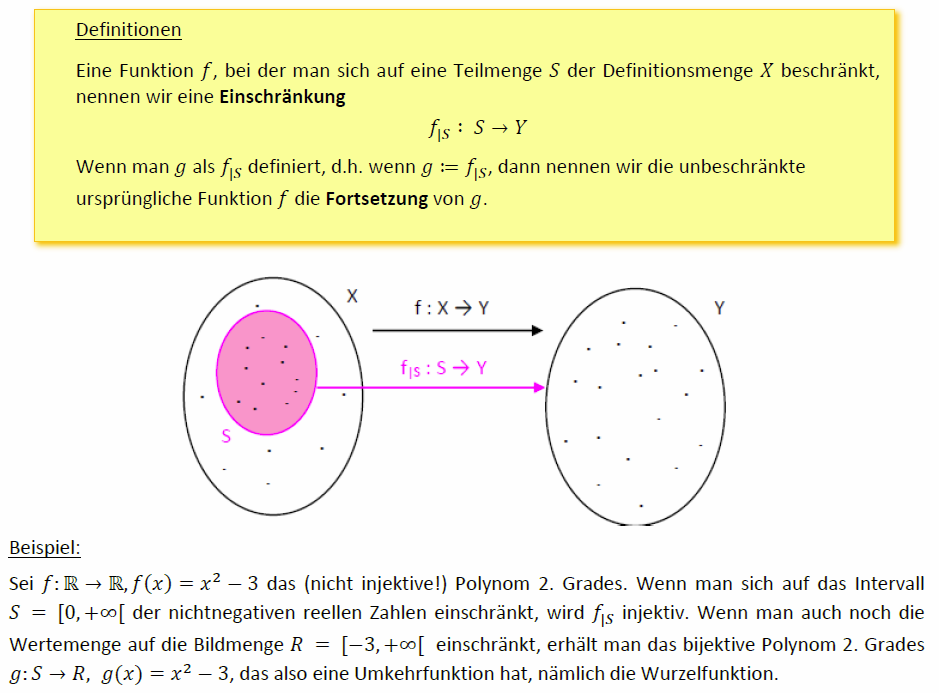 Definitionen
Eine Funktion 𝑓, bei der man sich auf eine Teilmenge 𝑆 der Definitionsmenge 𝑋 beschränkt,
nennen wir eine Einschränkung
𝑓|𝑆 : 𝑆 → 𝑌
Wenn man 𝑔 als 𝑓|𝑆 definiert, d.h. wenn 𝑔 ≔ 𝑓|𝑆, dann nennen wir die unbeschränkte
ursprüngliche Funktion 𝑓 die Fortsetzung von 𝑔.
X
f : X → Y
Y
f|S : S → Y
S
Beispiel:
Sei 𝑓: ℝ → ℝ, 𝑓(𝑥) = 𝑥² − 3 das (nicht injektive!) Polynom 2. Grades. Wenn man sich auf das Intervall
𝑆 = [0, +∞[ der nichtnegativen reellen Zahlen einschränkt, wird 𝑓|𝑆 injektiv. Wenn man auch noch die
Wertemenge auf die Bildmenge 𝑅 = [−3, +∞[ einschränkt, erhält man das bijektive Polynom 2. Grades
𝑔: 𝑆 → 𝑅, 𝑔(𝑥) = 𝑥² − 3, das also eine Umkehrfunktion hat, nämlich die Wurzelfunktion.